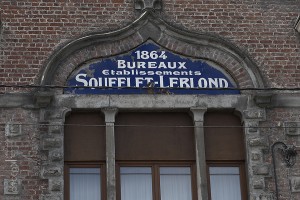 1864
BUREAUX
Etablissements
SOUFFLET-LEBLOND